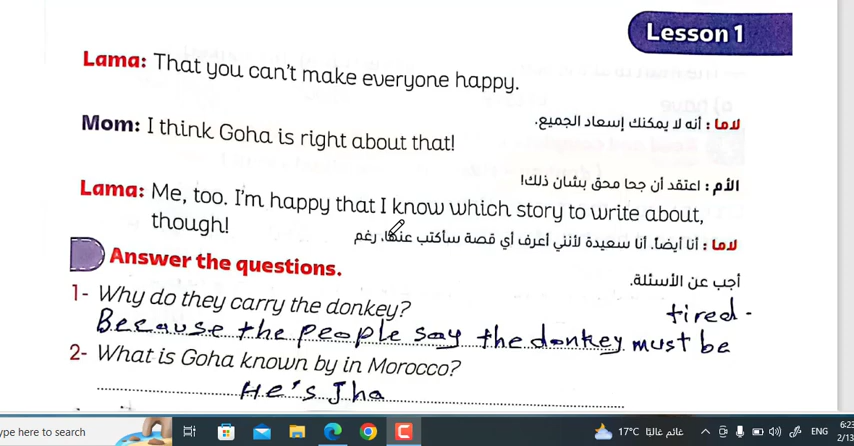 Lesson 1
Lama: That you can't make everyone happy.
لاما : أنه لا يمكنك إسعاد الجميع.
Mom: I think Goha is right about that!
الأم : اعتقد أن جحا محق بشأن ذلك!
Lama: Me, too. I'm happy that I know which story to write about,
though!
لاما : أنا أيضاً. أنا سعيدة لأنني أعرف أي قصة سأكتب عنها. رغم
Answer the questions.
أجب عن الأسئلة.
1- Why do they carry the donkey?
Because the people say the donkey must be
tired.
2- What is Goha known by in Morocco?
He's Jha
ype here to search
17°C غائم غالبًا
ENG
6:23
2/13